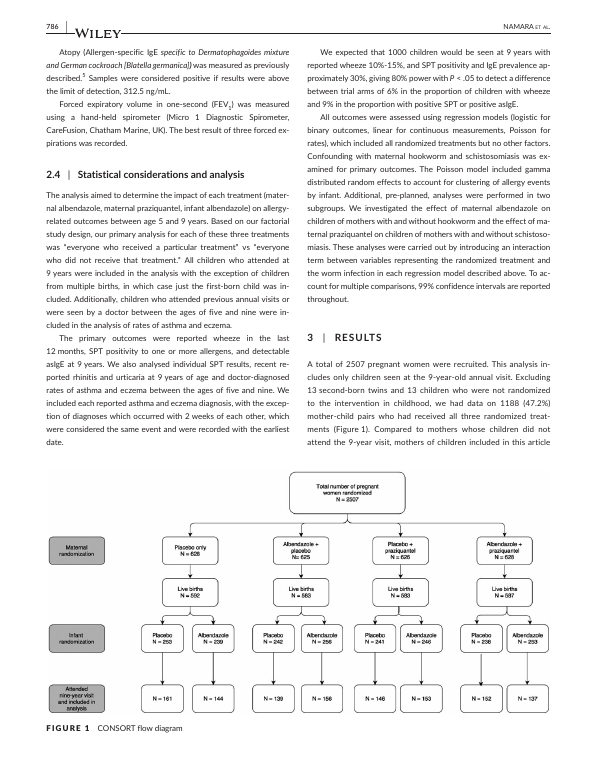 786
WILEY
NAMARA ET AL.
Atopy (Allergen-specific IgE specific to Dermatophagoides mixture
and German cockroach [Blatella germanica]) was measured as previously
described.5 Samples were considered positive if results were above
the limit of detection, 312.5 ng/mL.
Forced expiratory volume in one-second (FEV1) was measured
using a hand-held spirometer (Micro 1 Diagnostic Spirometer,
CareFusion, Chatham Marine, UK). The best result of three forced ex-
pirations was recorded.
2.4 | Statistical considerations and analysis
The analysis aimed to determine the impact of each treatment (mater-
nal albendazole, maternal praziquantel, infant albendazole) on allergy-
related outcomes between age 5 and 9 years. Based on our factorial
study design, our primary analysis for each of these three treatments
was "everyone who received a particular treatment" vs "everyone
who did not receive that treatment." All children who attended at
9 years were included in the analysis with the exception of children
from multiple births, in which case just the first-born child was in-
cluded. Additionally, children who attended previous annual visits or
were seen by a doctor between the ages of five and nine were in-
cluded in the analysis of rates of asthma and eczema.
The primary outcomes were reported wheeze in the last
12 months, SPT positivity to one or more allergens, and detectable
asIgE at 9 years. We also analysed individual SPT results, recent re-
ported rhinitis and urticaria at 9 years of age and doctor-diagnosed
rates of asthma and eczema between the ages of five and nine. We
included each reported asthma and eczema diagnosis, with the excep-
tion of diagnoses which occurred with 2 weeks of each other, which
were considered the same event and were recorded with the earliest
date.
We expected that 1000 children would be seen at 9 years with
reported wheeze 10%-15%, and SPT positivity and IgE prevalence ap-
proximately 30%, giving 80% power with P < .05 to detect a difference
between trial arms of 6% in the proportion of children with wheeze
and 9% in the proportion with positive SPT or positive asIgE.
All outcomes were assessed using regression models (logistic for
binary outcomes, linear for continuous measurements, Poisson for
rates), which included all randomized treatments but no other factors.
Confounding with maternal hookworm and schistosomiasis was ex-
amined for primary outcomes. The Poisson model included gamma
distributed random effects to account for clustering of allergy events
by infant. Additional, pre-planned, analyses were performed in two
subgroups. We investigated the effect of maternal albendazole on
children of mothers with and without hookworm and the effect of ma-
ternal praziquantel on children of mothers with and without schistoso-
miasis. These analyses were carried out by introducing an interaction
term between variables representing the randomized treatment and
the worm infection in each regression model described above. To ac-
count for multiple comparisons, 99% confidence intervals are reported
throughout.
3 | RESULTS
A total of 2507 pregnant women were recruited. This analysis in-
cludes only children seen at the 9-year-old annual visit. Excluding
13 second-born twins and 13 children who were not randomized
to the intervention in childhood, we had data on 1188 (47.2%)
mother-child pairs who had received all three randomized treat-
ments (Figure 1). Compared to mothers whose children did not
attend the 9-year visit, mothers of children included in this article
Total number of pregnant
women randomized
N = 2507
Maternal
randomization
Placebo only
N = 628
Albendazole +
placebo
N= 625
Placebo +
praziquantel
N = 626
Albendazole +
praziquantel
N = 628
Live births
N = 592
Live births
N = 583
Live births
N = 583
Live births
N = 587
Infant
randomization
Placebo
N = 253
Albendazole
N = 239
Placebo
N = 242
Albendazole
N = 256
Placebo
N = 241
Albendazole
N = 246
Placebo
N = 236
Albendazole
N = 253
Attended
nine-year visit
and included in
analysis
N = 161
N = 144
N = 139
N = 156
N = 146
N = 153
N = 152
N = 137
FIGURE 1 CONSORT flow diagram